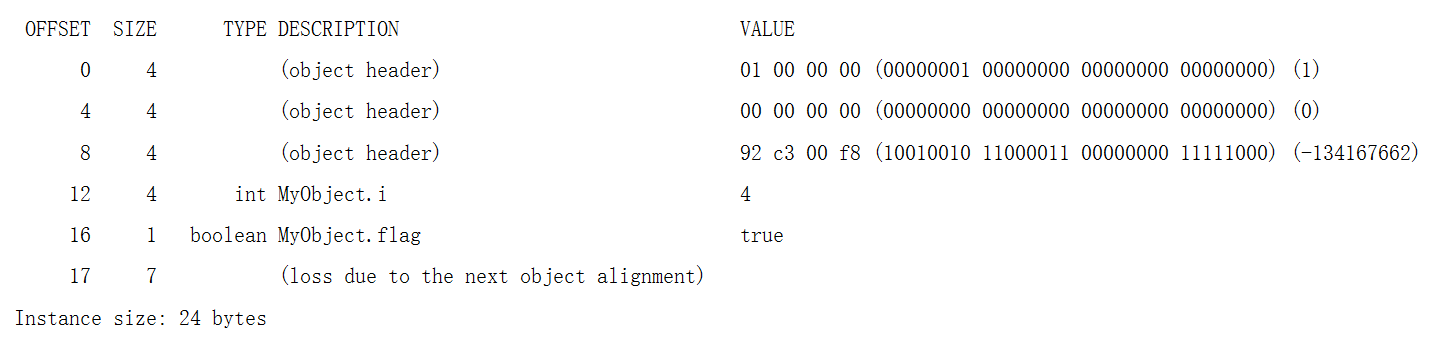 OFFSET  SIZE      TYPE DESCRIPTION                               VALUE
     0     4           (object header)                           01 00 00 00 (00000001 00000000 00000000 00000000) (1)
     4     4           (object header)                           00 00 00 00 (00000000 00000000 00000000 00000000) (0)
     8     4           (object header)                           92 c3 00 f8 (10010010 11000011 00000000 11111000) (-134167662)
    12     4       int MyObject.i                                4
    16     1   boolean MyObject.flag                             true
    17     7           (loss due to the next object alignment)
Instance size: 24 bytes